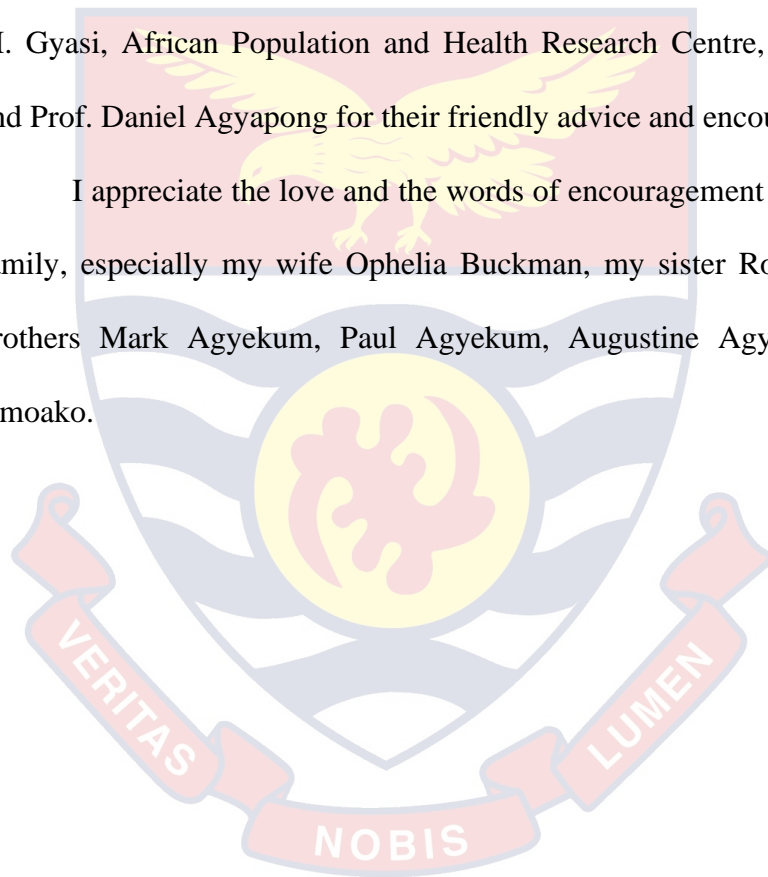 I. Gyasi, African Population and Health Research Centre,
nd Prof. Daniel Agyapong for their friendly advice and encou
I appreciate the love and the words of encouragement
amily, especially my wife Ophelia Buckman, my sister Ro
rothers Mark Agyekum, Paul Agyekum, Augustine Agy
moako.
VERITAS
NOBIS
LUMEN